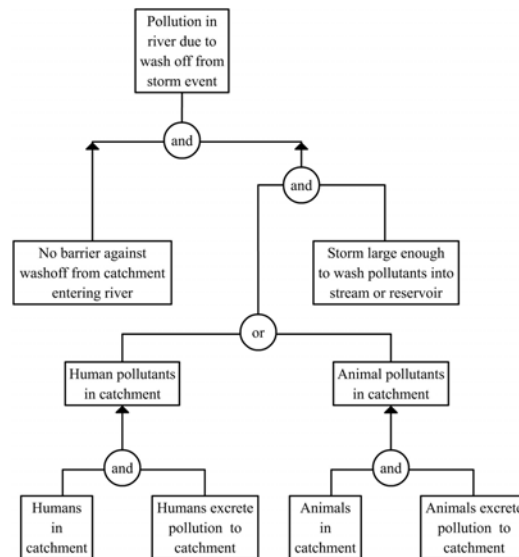 Pollution in
river due to
wash off from
storm event
and
and
No barrier against
washoff from catchment
entering river
Storm large enough
to wash pollutants into
stream or reservoir
or
Human pollutants
in catchment
Animal pollutants
in catchment
and
and
Humans
in
catchment
Humans excrete
pollution to
catchment
Animals
in
catchment
Animals excrete
pollution to
catchment